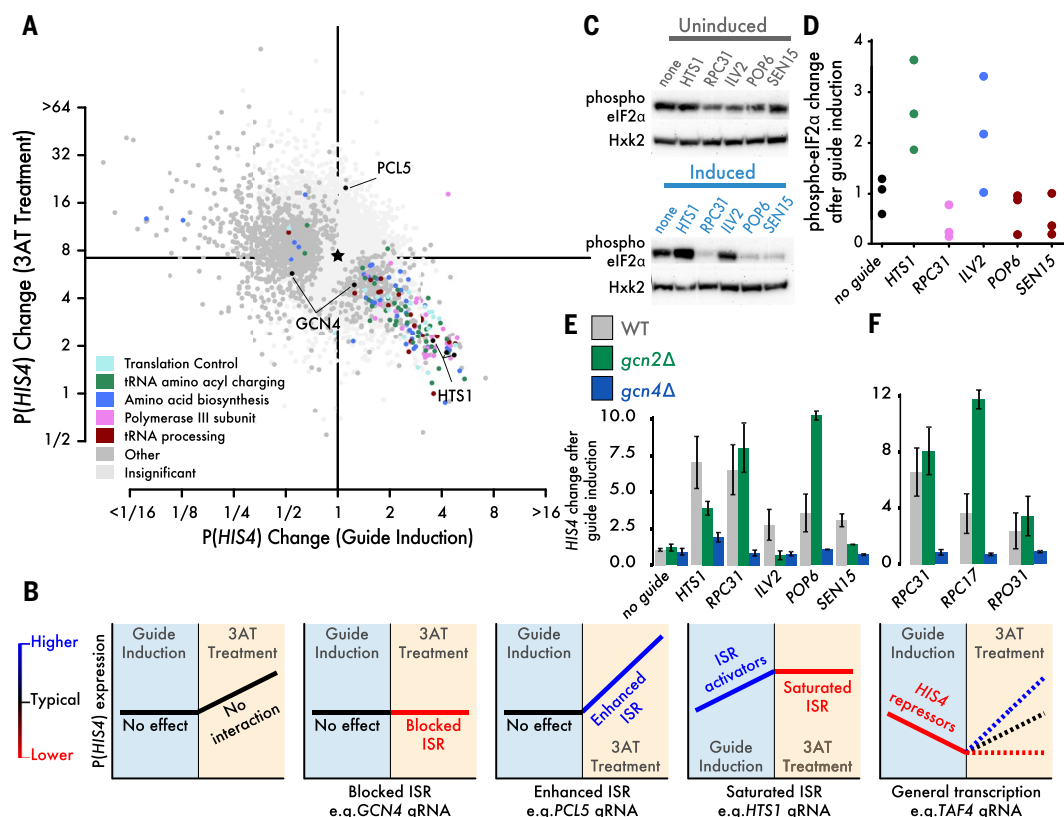 A
P(HIS4) Change (3AT Treatment)
>64
32
16
8
4
2
1
1/2
PCL5
GCN4
HTS1
Translation Control
tRNA amino acyl charging
Amino acid biosynthesis
Polymerase III subunit
tRNA processing
Other
Insignificant
<1/16
1/8
1/4
1/2
1
2
4
8
>16
P(HIS4) Change (Guide Induction)
C
Uninduced
none
HTS1
RPC31
ILV2
POP6
SEN15
phospho
eIF2α
Hxk2
Induced
none
HTS1
RPC31
ILV2
POP6
SEN15
phospho
eIF2α
Hxk2
D
phospho-eIF2α change
after guide induction
4
3
2
1
0
no guide
HTS1
RPC31
ILV2
POP6
SEN15
E
WT
gcn2Δ
gcn4Δ
HIS4 change after
guide induction
10.0
7.5
5.0
2.5
0.0
no guide
HTS1
RPC31
ILV2
POP6
SEN15
F
12
8
4
0
RPC31
RPC17
RPO31
B
Higher
Typical
Lower
P(HIS4) expression
Guide
Induction
3AT
Treatment
No effect
No
interaction
Guide
Induction
3AT
Treatment
No effect
Blocked
ISR
Blocked ISR
e.g.GCN4 gRNA
Guide
Induction
No effect
Enhanced
ISR
3AT
Treatment
Enhanced ISR
e.g.PCL5 gRNA
ISR
activators
Saturated
ISR
Guide
Induction
3AT
Treatment
Saturated ISR
e.g.HTS1 gRNA
Guide
Induction
3AT
Treatment
HIS4
repressors
General transcription
e.g.TAF4 gRNA